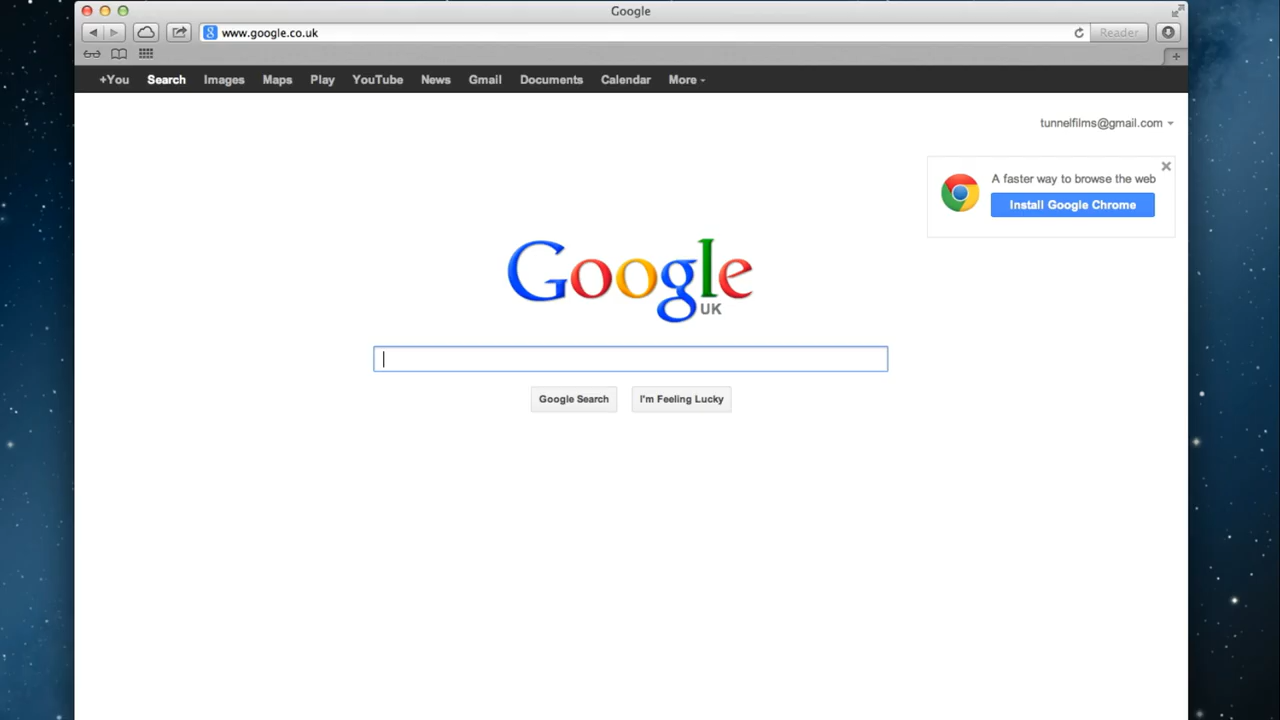 Google
www.google.co.uk
Reader
+You Search Images Maps Play YouTube News Gmail Documents Calendar More
tunnelfilms@gmail.com
A faster way to browse the web
Install Google Chrome
Google
UK
Google Search I'm Feeling Lucky